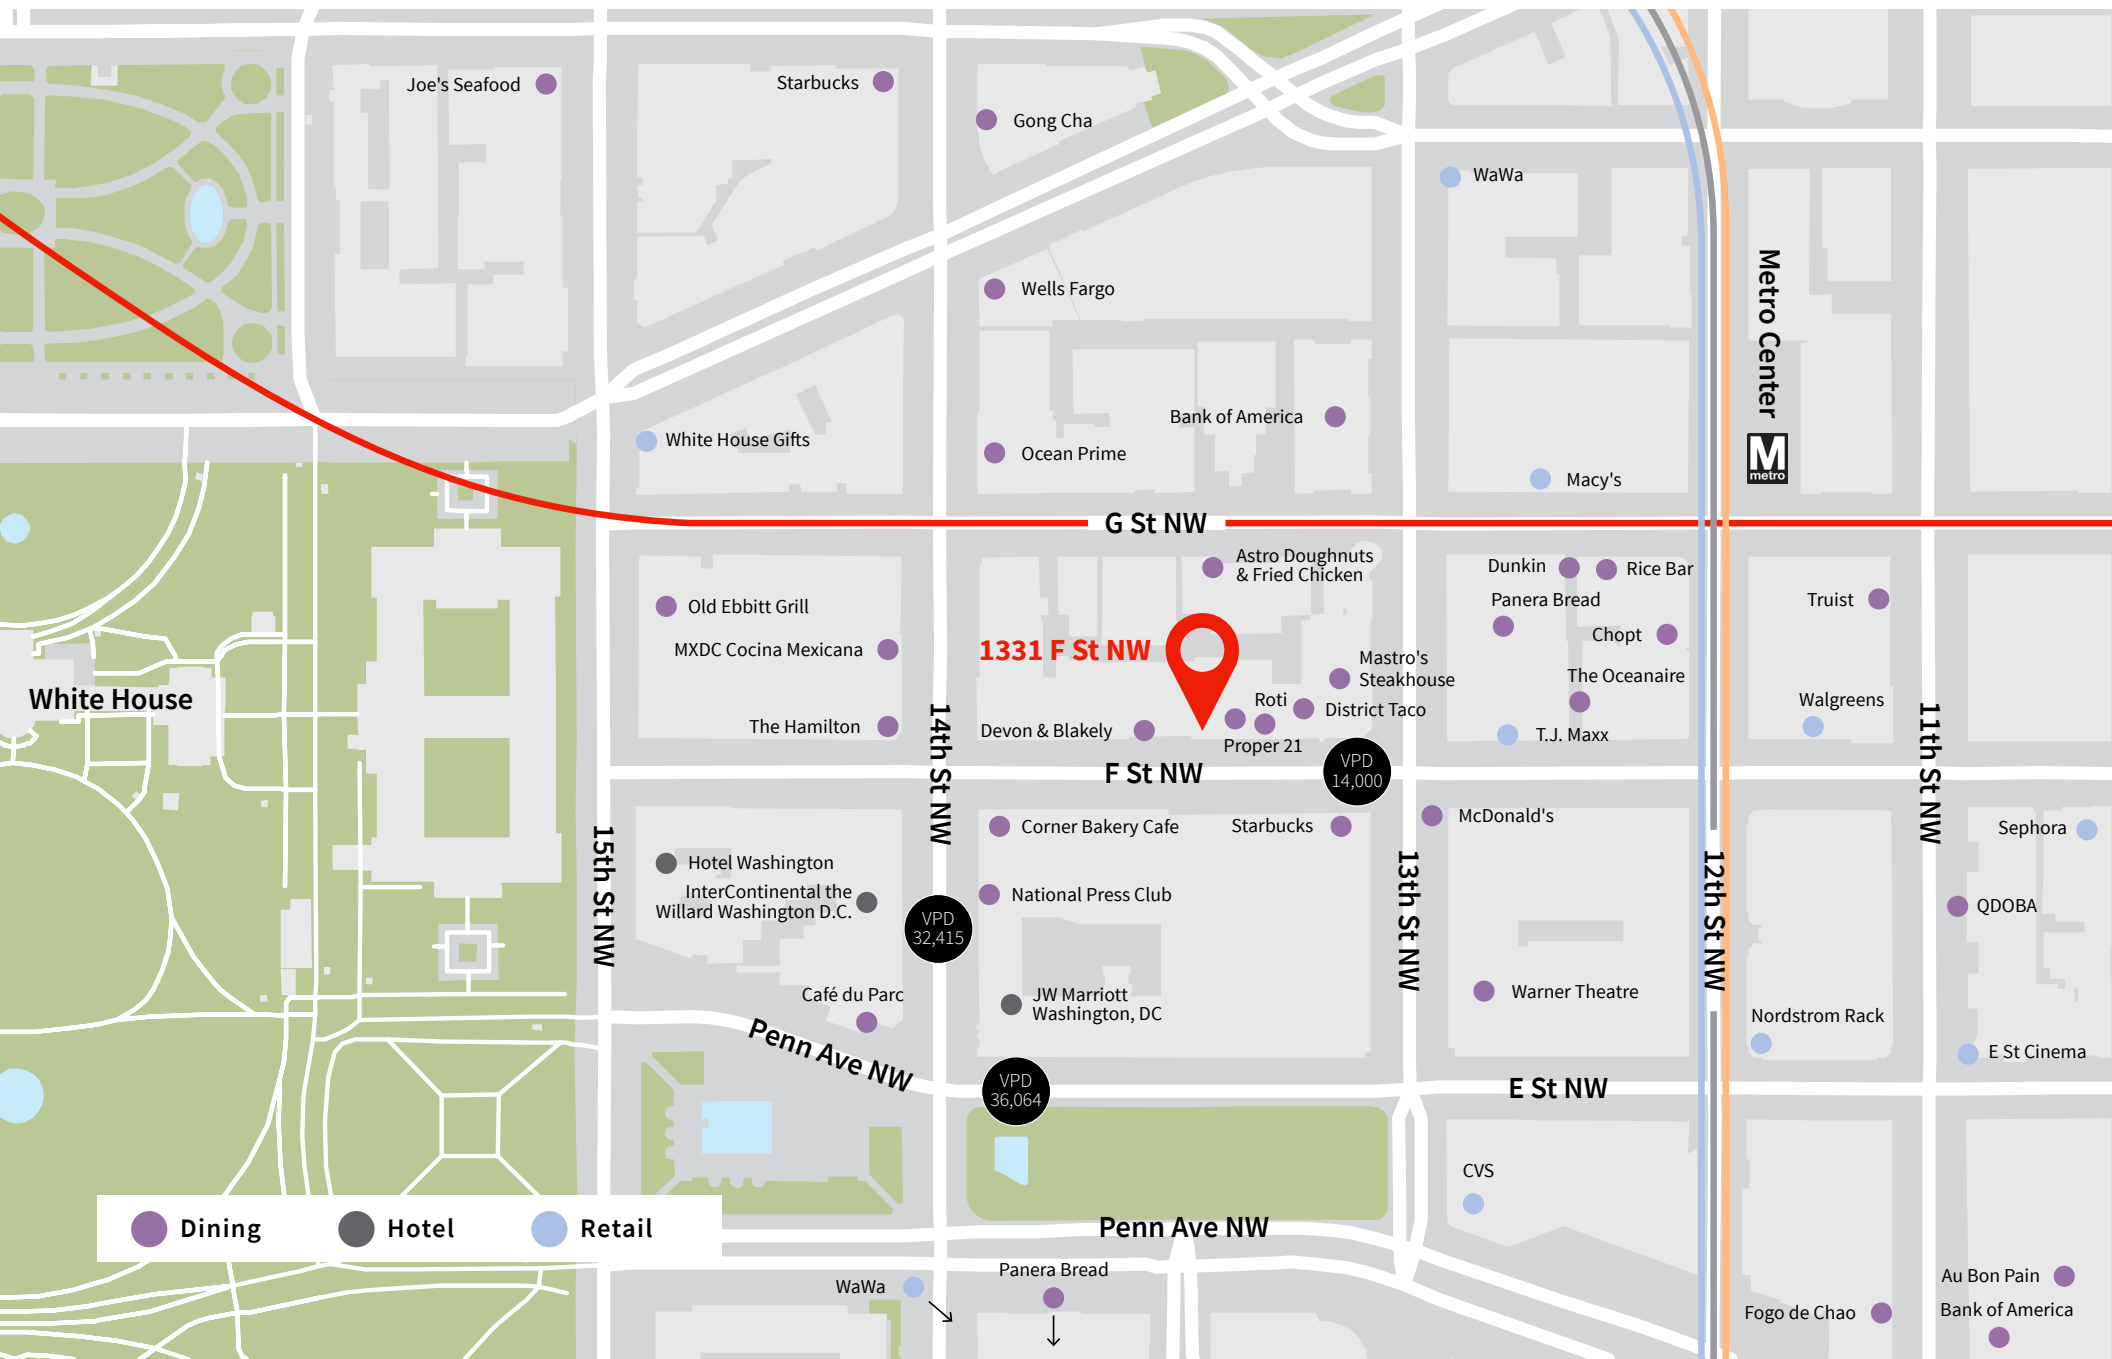 Joe's Seafood
Starbucks
Gong Cha
WaWa
Wells Fargo
Metro Center
Bank of America
White House Gifts
Ocean Prime
M
metro
Macy's
G St NW
Astro Doughnuts
& Fried Chicken
Dunkin
Rice Bar
Old Ebbitt Grill
Panera Bread
Truist
Chopt
MXDC Cocina Mexicana
1331 F St NW
Mastro's
Steakhouse
The Oceanaire
White House
Roti
District Taco
Walgreens
The Hamilton
Devon & Blakely
Proper 21
T.J. Maxx
14th St NW
11th St NW
F St NW
VPD
14,000
Corner Bakery Cafe
Starbucks
McDonald's
Sephora
15th St NW
Hotel Washington
InterContinental the
Willard Washington D.C.
National Press Club
13th St NW
12th St NW
QDOBA
VPD
32,415
Café du Parc
JW Marriott
Washington, DC
Warner Theatre
Nordstrom Rack
Penn Ave NW
E St Cinema
VPD
36,064
E St NW
CVS
Dining
Hotel
Retail
Penn Ave NW
WaWa
Panera Bread
Au Bon Pain
Fogo de Chao
Bank of America